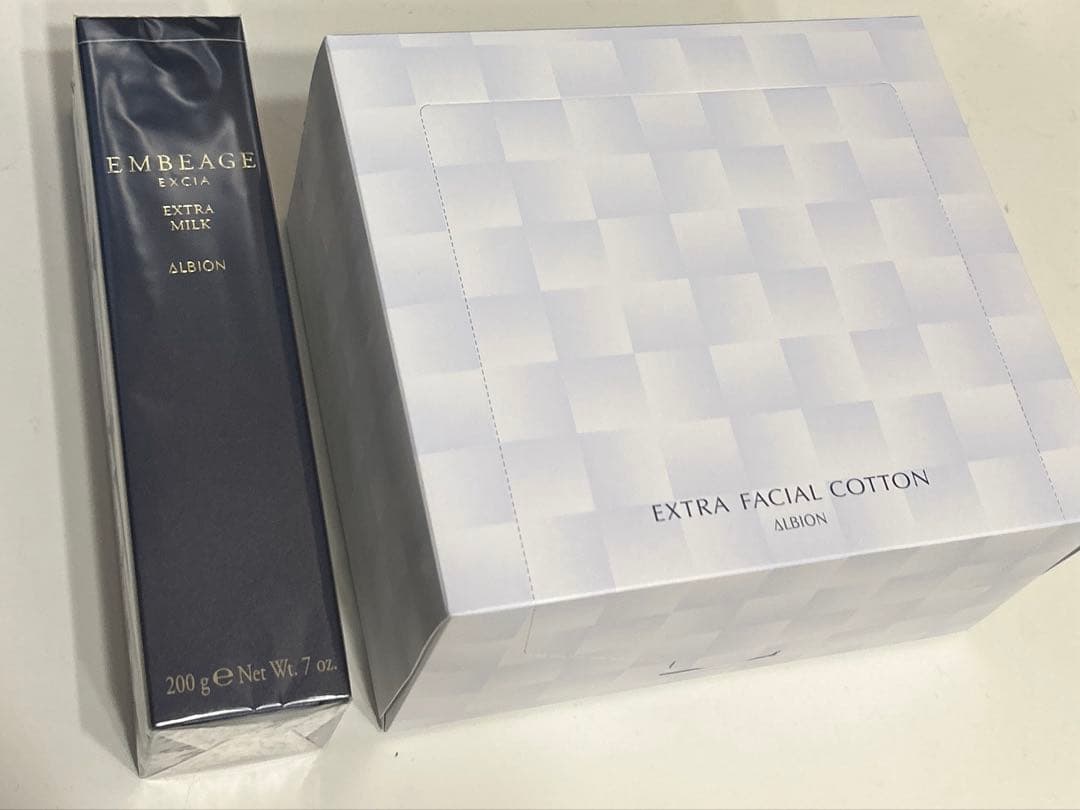 EMBEAGE
EXCIA
EXTRA
MILK
ALBION
200 g ℮ Net Wt. 7 oz.
EXTRA FACIAL COTTON
ALBION